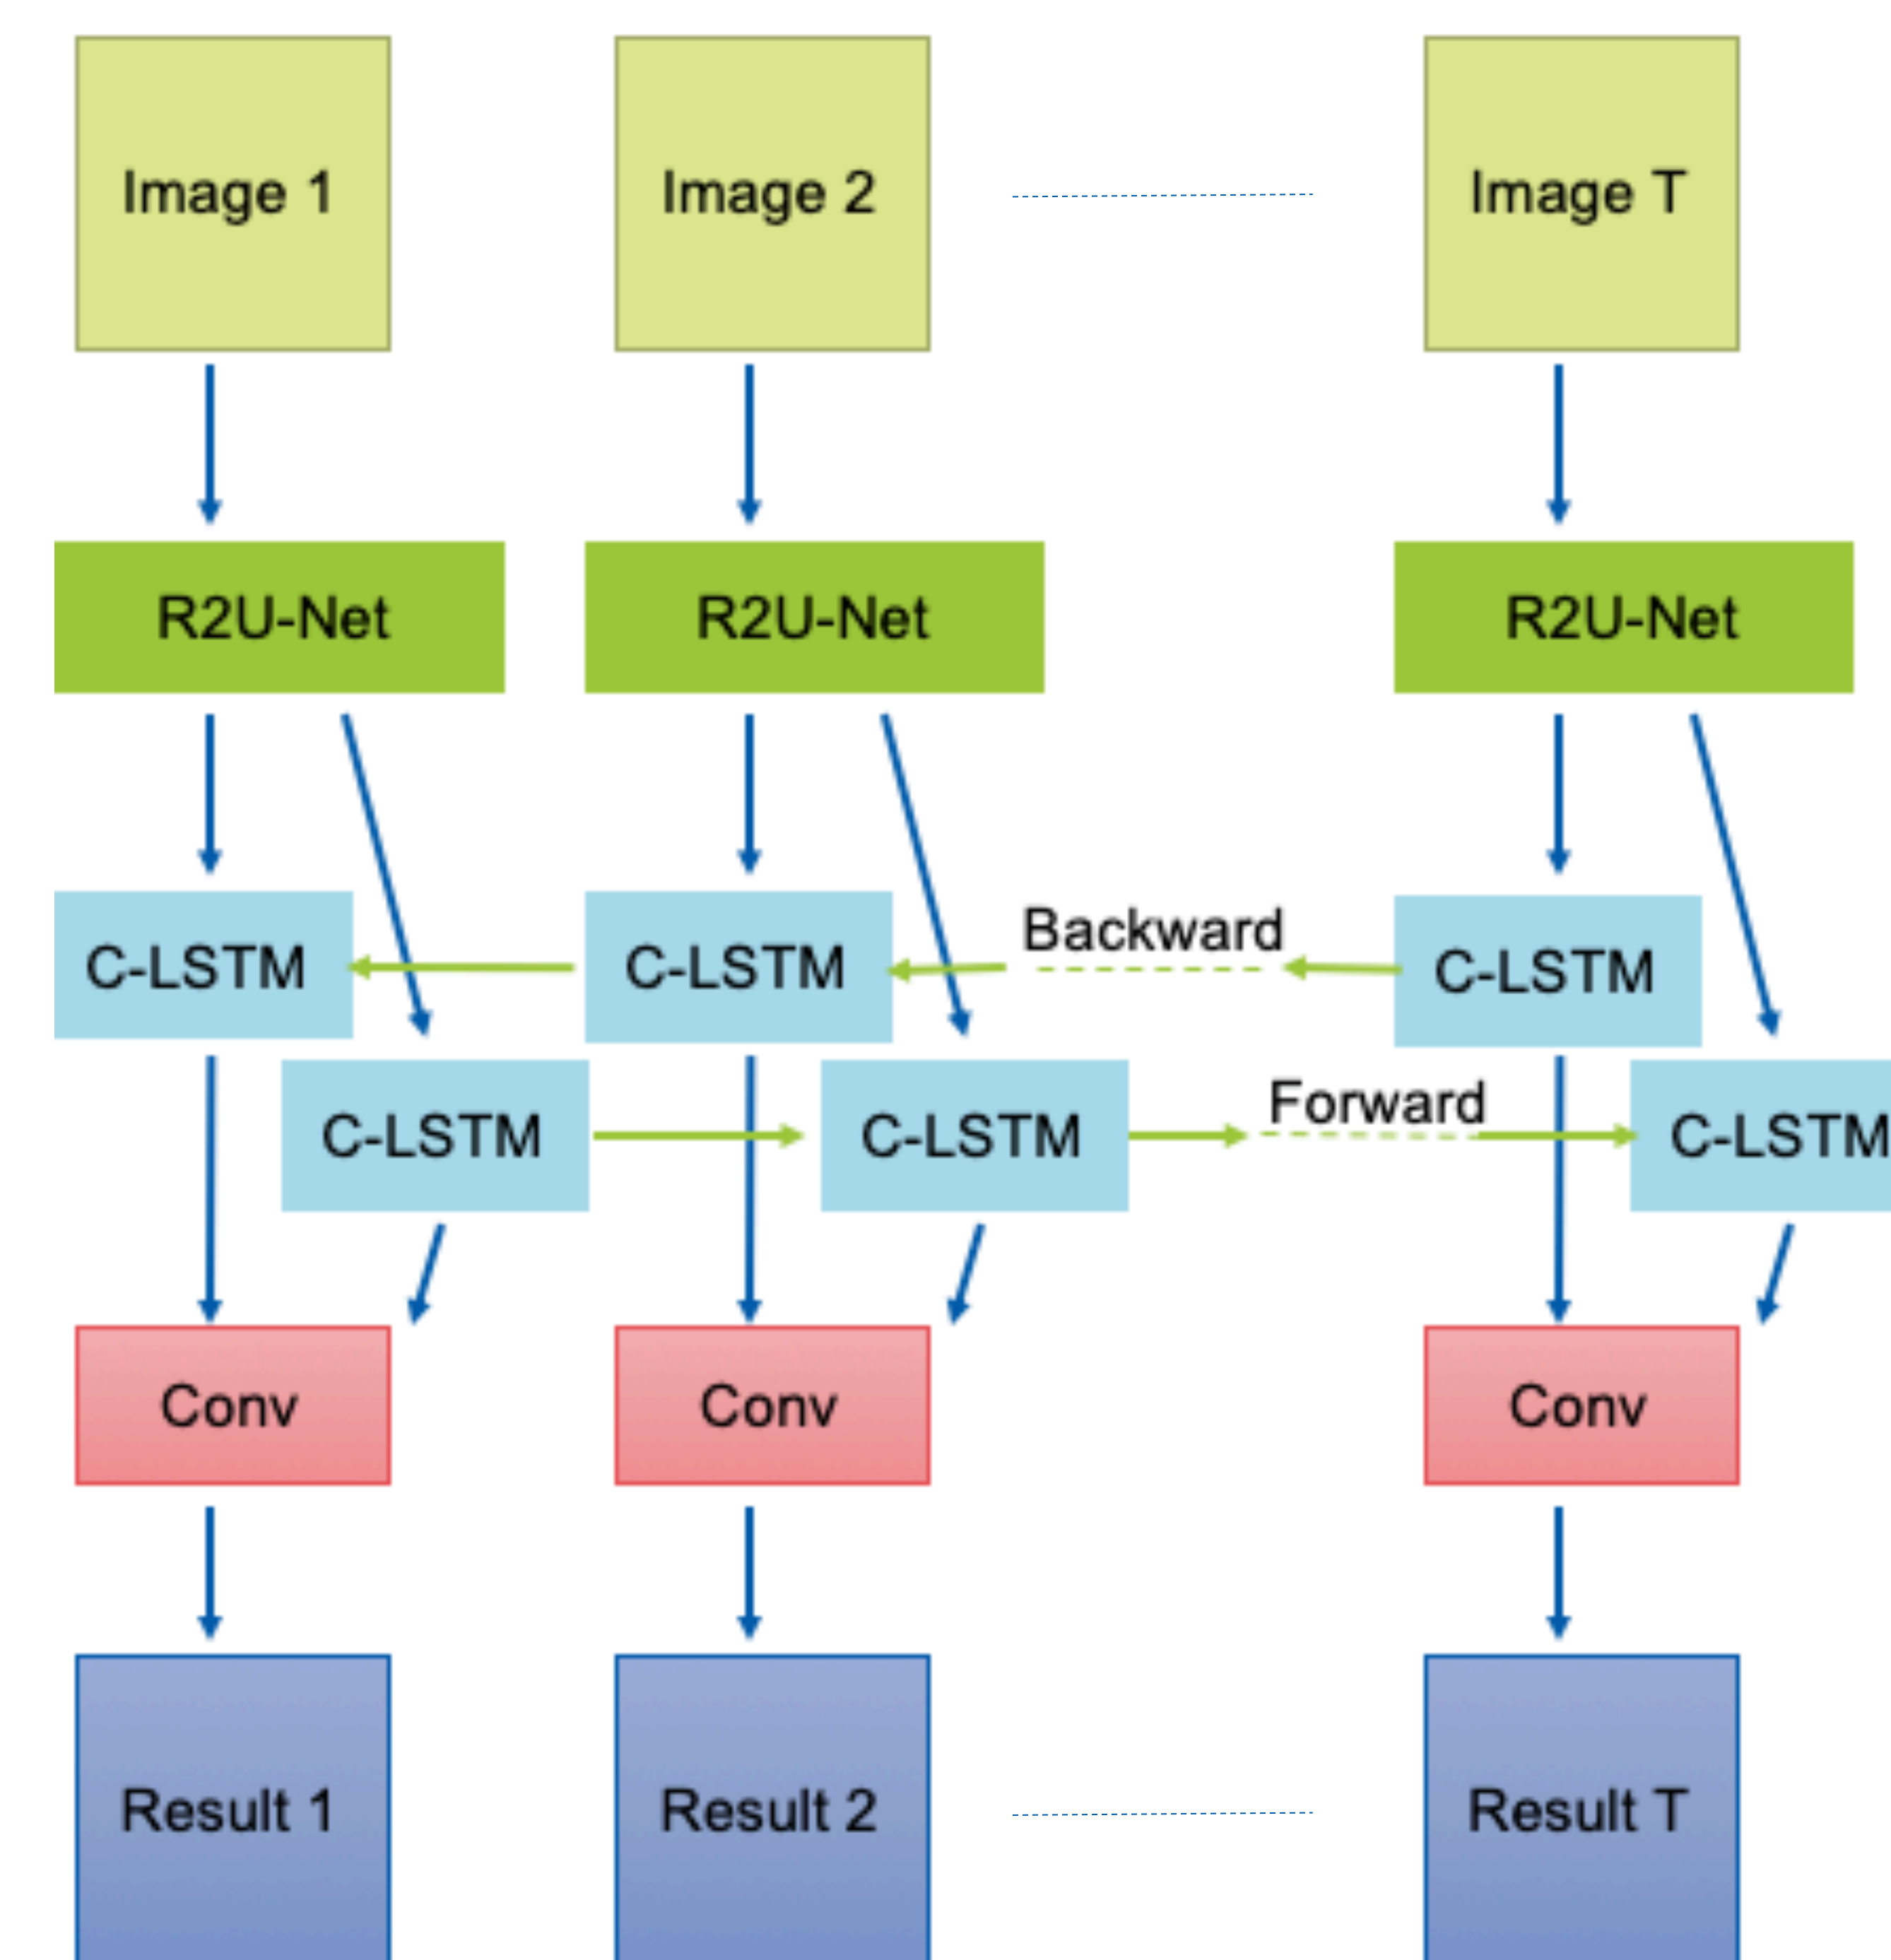 Image 1
Image 2
Image T
R2U-Net
R2U-Net
R2U-Net
Backward
C-LSTM
C-LSTM
C-LSTM
Forward
C-LSTM
C-LSTM
C-LSTM
Conv
Conv
Conv
Result 1
Result 2
Result T